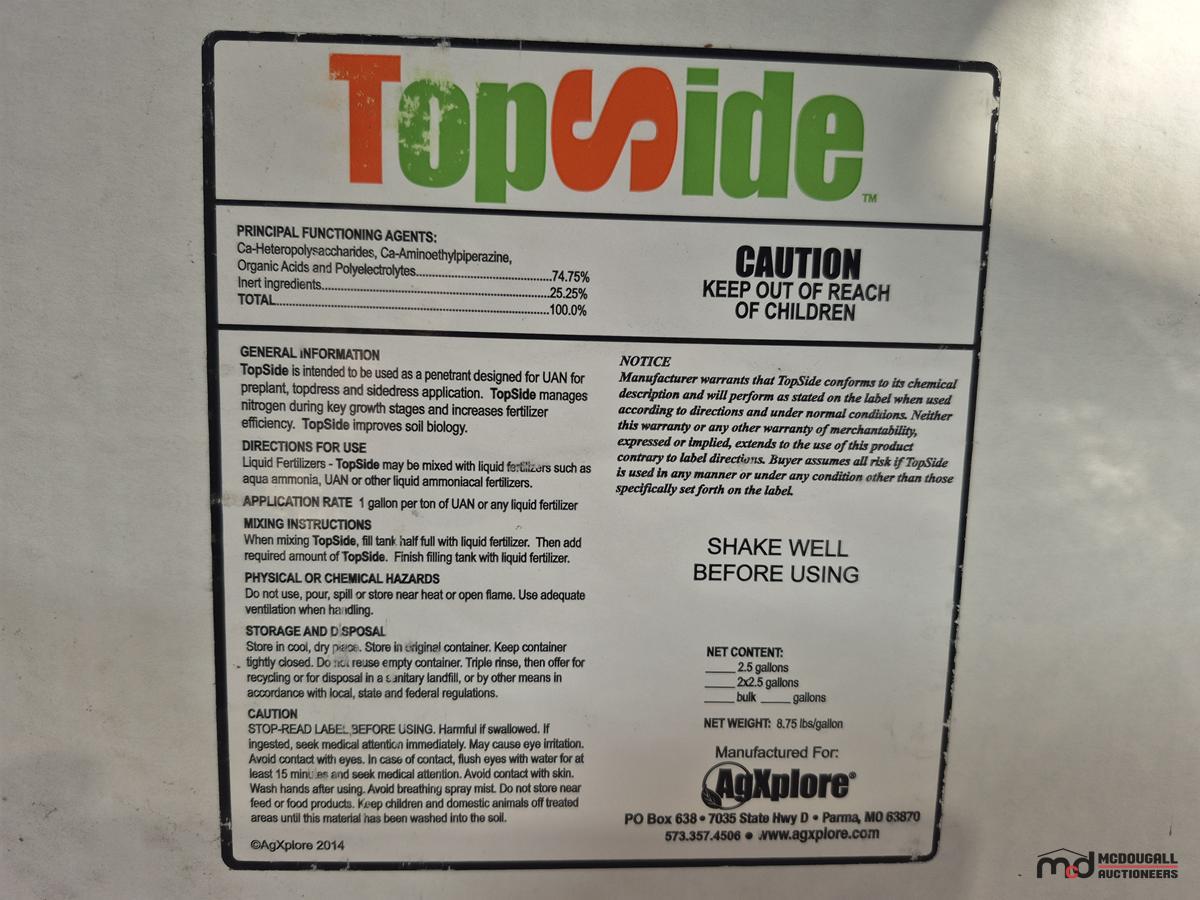 TopSide™
PRINCIPAL FUNCTIONING AGENTS:
Ca-Heteropolysaccharides, Ca-Aminoethylpiperazine,
Organic Acids and Polyelectrolytes..................................74.75%
Inert ingredients..........................................................25.25%
TOTAL....................................................................100.0%
CAUTION
KEEP OUT OF REACH
OF CHILDREN
GENERAL INFORMATION
TopSide is intended to be used as a penetrant designed for UAN for
preplant, topdress and sidedress application. TopSide manages
nitrogen during key growth stages and increases fertilizer
efficiency. TopSide improves soil biology.
DIRECTIONS FOR USE
Liquid Fertilizers - TopSide may be mixed with liquid fertilizers such as
aqua ammonia, UAN or other liquid ammoniacal fertilizers.
APPLICATION RATE 1 gallon per ton of UAN or any liquid fertilizer
MIXING INSTRUCTIONS
When mixing TopSide, fill tank half full with liquid fertilizer. Then add
required amount of TopSide. Finish filling tank with liquid fertilizer.
PHYSICAL OR CHEMICAL HAZARDS
Do not use, pour, spill or store near heat or open flame. Use adequate
ventilation when handling.
STORAGE AND DISPOSAL
Store in cool, dry place. Store in original container. Keep container
tightly closed. Do not reuse empty container. Triple rinse, then offer for
recycling or for disposal in a sanitary landfill, or by other means in
accordance with local, state and federal regulations.
CAUTION
STOP-READ LABEL BEFORE USING. Harmful if swallowed. If
ingested, seek medical attention immediately. May cause eye irritation.
Avoid contact with eyes. In case of contact, flush eyes with water for at
least 15 minutes and seek medical attention. Avoid contact with skin.
Wash hands after using. Avoid breathing spray mist. Do not store near
feed or food products. Keep children and domestic animals off treated
areas until this material has been washed into the soil.
©AgXplore 2014
NOTICE
Manufacturer warrants that TopSide conforms to its chemical
description and will perform as stated on the label when used
according to directions and under normal conditions. Neither
this warranty or any other warranty of merchantability,
expressed or implied, extends to the use of this product
contrary to label directions. Buyer assumes all risk if TopSide
is used in any manner or under any condition other than those
specifically set forth on the label.
SHAKE WELL
BEFORE USING
NET CONTENT:
_____ 2.5 gallons
_____ 2x2.5 gallons
_____ bulk _____ gallons
NET WEIGHT: 8.75 lbs/gallon
Manufactured For:
AgXplore®
PO Box 638 • 7035 State Hwy D • Parma, MO 63870
573.357.4506 • www.agxplore.com
mcd MCDOUGALL
AUCTIONEERS